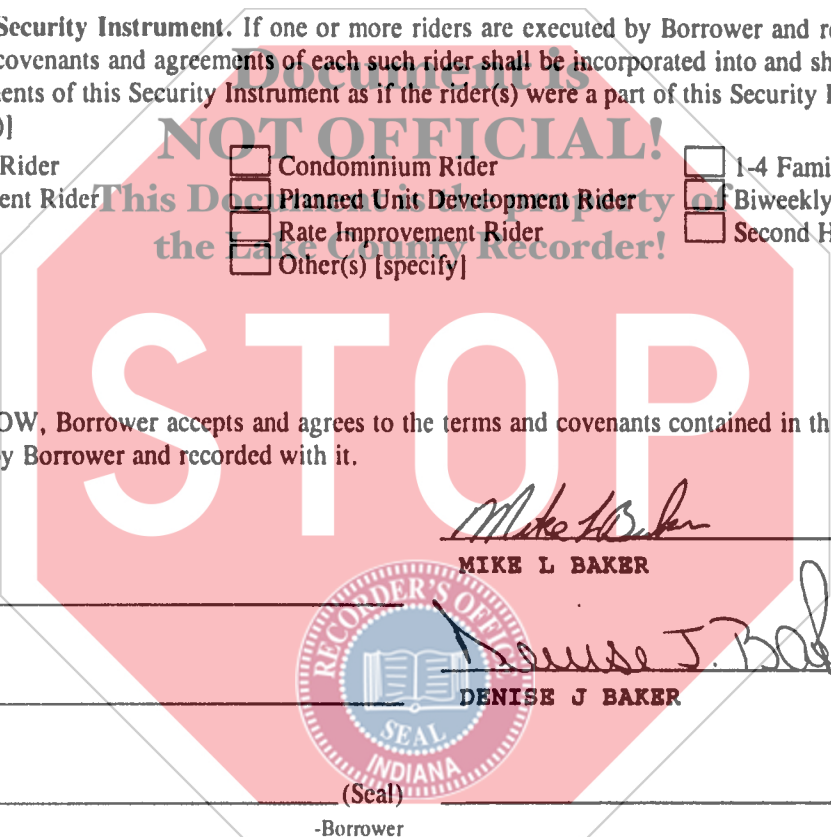 Security Instrument. If one or more riders are executed by Borrower and re
covenants and agreements of each such rider shall be incorporated into and sh
ents of this Security Instrument as if the rider(s) were a part of this Security I
)]
Document is
NOT OFFICIAL!
This Document is the property of
the Lake County Recorder!
Rider
Condominium Rider
1-4 Fami
ent Rider
Planned Unit Development Rider
Biweekly
Rate Improvement Rider
Second H
Other(s) [specify]
STOP
OW, Borrower accepts and agrees to the terms and covenants contained in th
y Borrower and recorded with it.
Mike L Baker
MIKE L BAKER
Denise J. Bak
DENISE J BAKER
RECORDER'S OFFICE
SEAL
INDIANA
(Seal)
-Borrower